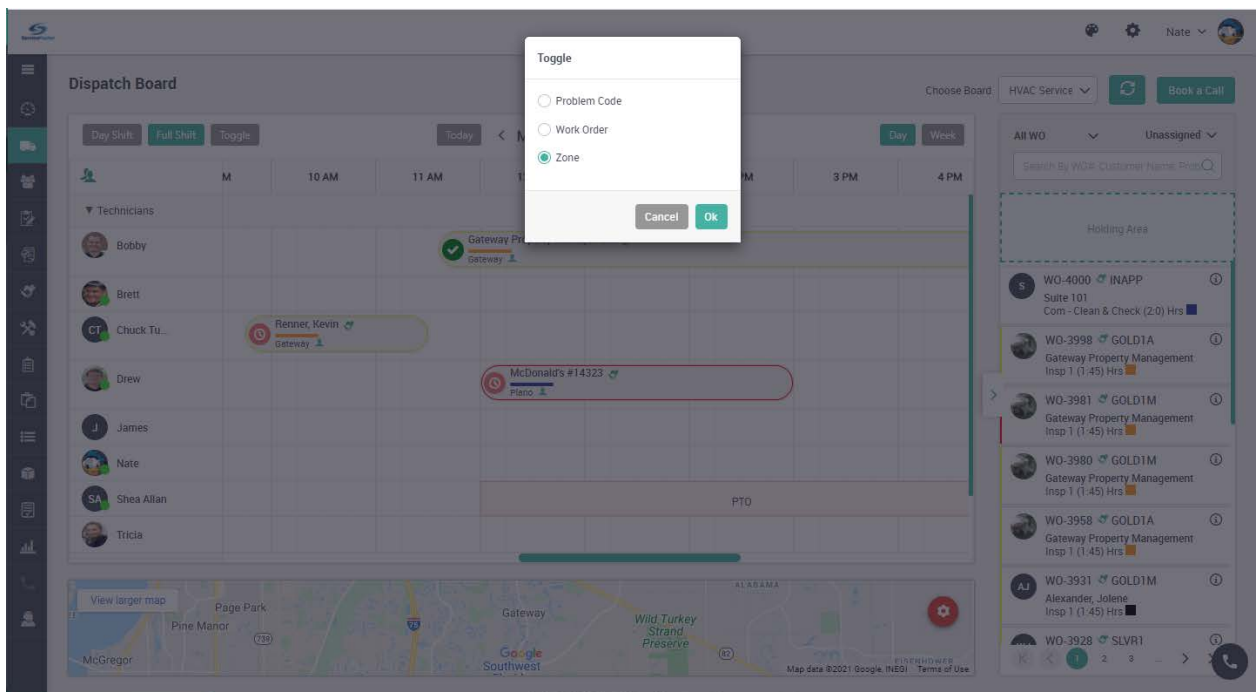 Nate
Dispatch Board
Choose Board
HVAC Service
Book a Call
Toggle
Problem Code
Work Order
Zone
Cancel
Ok
Day Shift
Full Shift
Toggle
Today
Day
Week
M
10 AM
11 AM
3 PM
4 PM
Technicians
Bobby
Gateway
Brett
Chuck Tu...
Renner, Kevin
Gateway
Drew
McDonald's #14323
Plano
James
Nate
SA
Shea Allan
PTO
Tricia
All WO
Unassigned
Search By WO# Customer Name Prob
Holding Area
S
WO-4000 INAPP
Suite 101
Com - Clean & Check (2:0) Hrs
WO-3998 GOLD1A
Gateway Property Management
Insp 1 (1:45) Hrs
WO-3981 GOLD1M
Gateway Property Management
Insp 1 (1:45) Hrs
WO-3980 GOLD1M
Gateway Property Management
Insp 1 (1:45) Hrs
WO-3958 GOLD1A
Gateway Property Management
Insp 1 (1:45) Hrs
AJ
WO-3931 GOLD1M
Alexander, Jolene
Insp 1 (1:45) Hrs
WO-3928 SLVR1
1 2 3 ...
View larger map
Page Park
Pine Manor
McGregor
739
75
Gateway
Google
Southwest
ALABAMA
Wild Turkey
Strand
Preserve
82
Map data ©2021 Google, INEGI Terms of Use